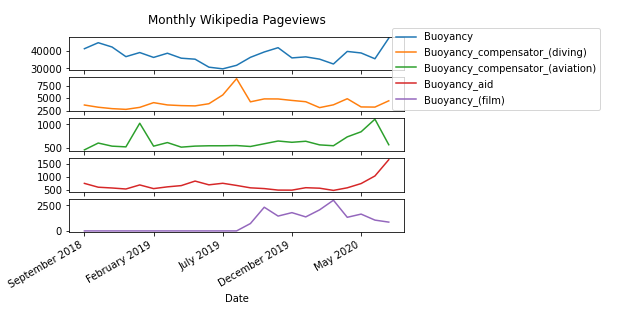 Monthly Wikipedia Pageviews
40000
30000
Buoyancy
Buoyancy_compensator_(diving)
Buoyancy_compensator_(aviation)
Buoyancy_aid
Buoyancy_(film)
7500
5000
2500
1000
500
1500
1000
500
2500
0
September 2018
February 2019
July 2019
December 2019
May 2020
Date